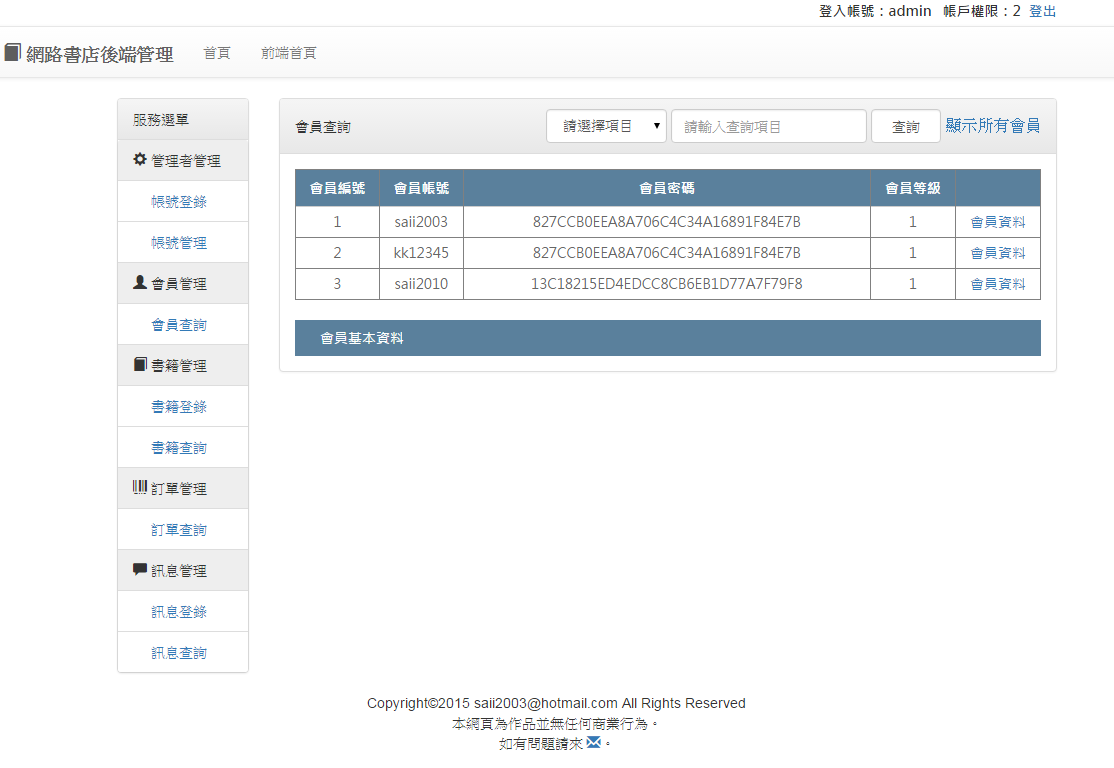 登入帳號：admin 帳戶權限：2 登出
網路書店後端管理 首頁 前端首頁
服務選單
管理者管理
帳號登錄
帳號管理
會員管理
會員查詢
書籍管理
書籍登錄
書籍查詢
訂單管理
訂單查詢
訊息管理
訊息登錄
訊息查詢
會員查詢 請選擇項目 請輸入查詢項目 查詢 顯示所有會員
會員編號 會員帳號 會員密碼 會員等級
1 saii2003 827CCB0EEA8A706C4C34A16891F84E7B 1 會員資料
2 kk12345 827CCB0EEA8A706C4C34A16891F84E7B 1 會員資料
3 saii2010 13C18215ED4EDCC8CB6EB1D77A7F79F8 1 會員資料
會員基本資料
Copyright©2015 saii2003@hotmail.com All Rights Reserved
本網頁為作品並無任何商業行為。
如有問題請來 。